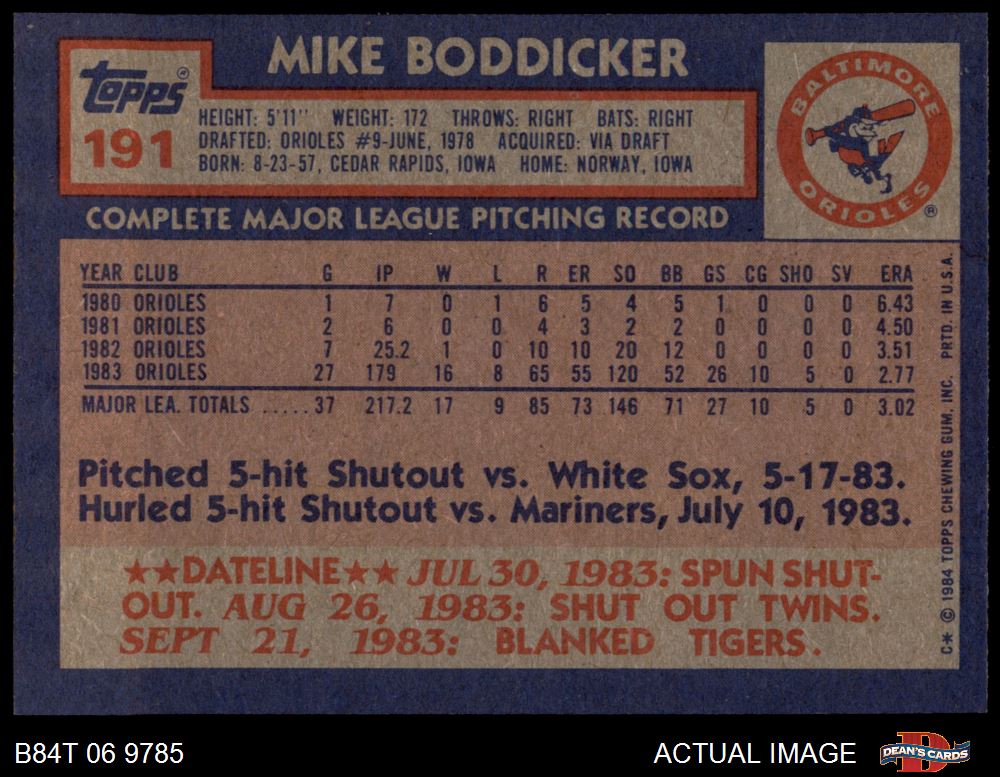 MIKE BODDICKER
Topps®
191
HEIGHT: 5'11" WEIGHT: 172 THROWS: RIGHT BATS: RIGHT
DRAFTED: ORIOLES #9-JUNE, 1978 ACQUIRED: VIA DRAFT
BORN: 8-23-57, CEDAR RAPIDS, IOWA HOME: NORWAY, IOWA
BALTIMORE
ORIOLES®
COMPLETE MAJOR LEAGUE PITCHING RECORD
YEAR CLUB G IP W L R ER SO BB GS CG SHO SV ERA
1980 ORIOLES 1 7 0 1 6 5 4 5 1 0 0 0 6.43
1981 ORIOLES 2 6 0 0 4 3 2 2 0 0 0 0 4.50
1982 ORIOLES 7 25.2 1 0 10 10 20 12 0 0 0 0 3.51
1983 ORIOLES 27 179 16 8 65 55 120 52 26 10 5 0 2.77
MAJOR LEA. TOTALS .....37 217.2 17 9 85 73 146 71 27 10 5 0 3.02
Pitched 5-hit Shutout vs. White Sox, 5-17-83.
Hurled 5-hit Shutout vs. Mariners, July 10, 1983.
★★DATELINE★★ JUL 30, 1983: SPUN SHUT-
OUT. AUG 26, 1983: SHUT OUT TWINS.
SEPT 21, 1983: BLANKED TIGERS.
C* © 1984 TOPPS CHEWING GUM, INC. PRTD. IN U.S.A.
B84T 06 9785
ACTUAL IMAGE
DEAN'S CARDS